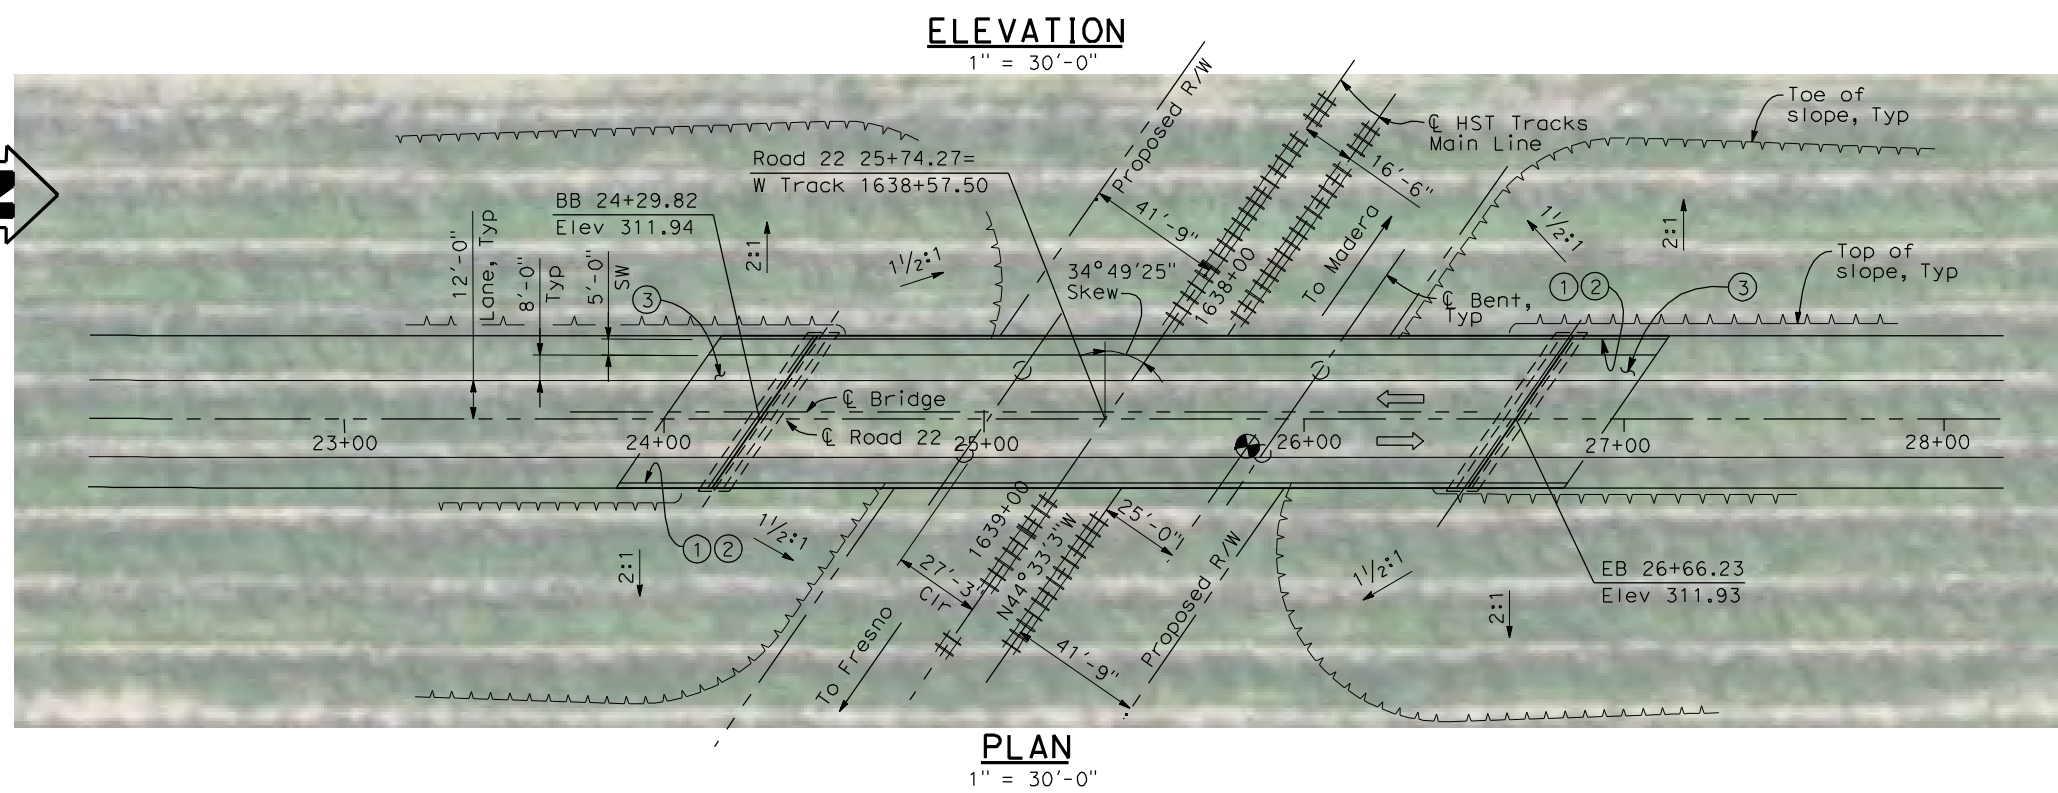 ELEVATION
1" = 30'-0"
Toe of
slope, Typ
℄ HST Tracks
Main Line
Proposed R/W
16'-6"
Road 22 25+74.27=
W Track 1638+57.50
BB 24+29.82
Elev 311.94
N
41'-9"
To Madera
1638+00
34°49'25"
Skew
℄ Bent,
Typ
1½:1
2:1
Top of
slope, Typ
12'-0"
Lane, Typ
8'-0"
Typ
5'-0"
SW
3
2:1
1½:1
1 2
3
℄ Bridge
℄ Road 22
23+00
24+00
25+00
26+00
27+00
28+00
1½:1
2:1
1 2
1639+00
27'-3"
Clr
N44°33'3"W
25'-0"
Proposed R/W
41'-9"
To Fresno
1½:1
2:1
EB 26+66.23
Elev 311.93
PLAN
1" = 30'-0"